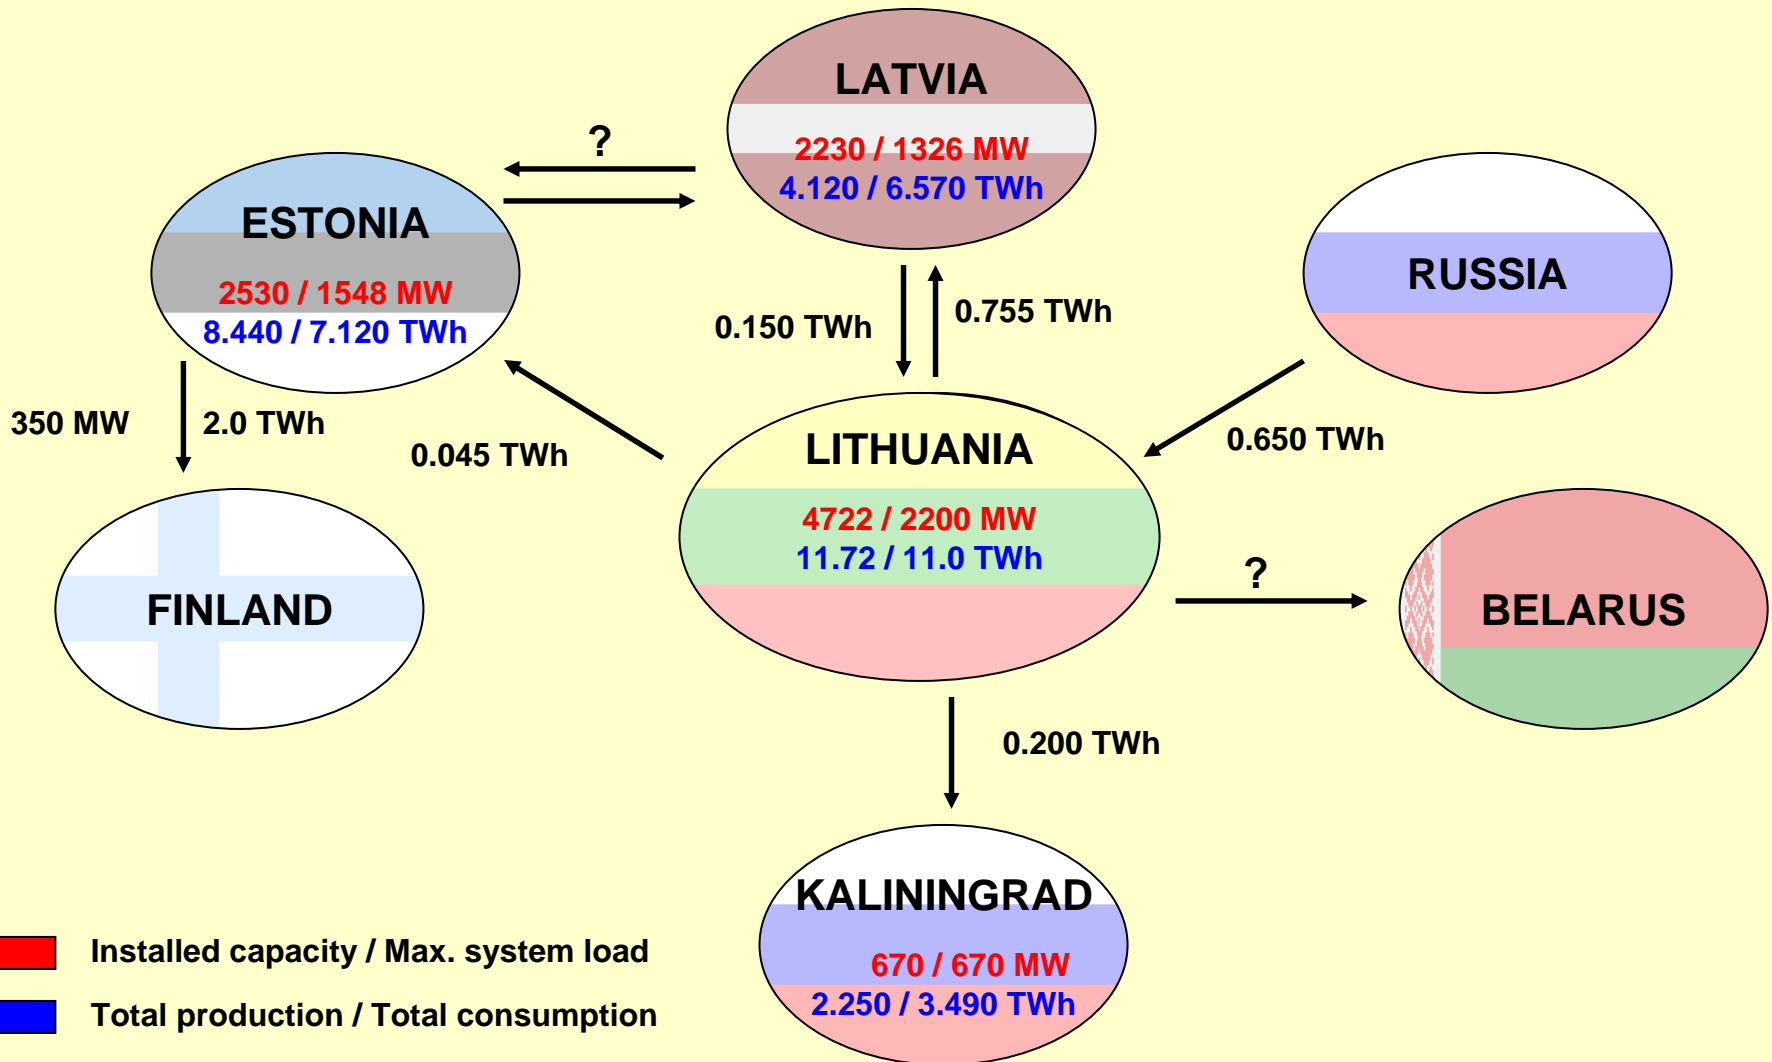 LATVIA
2230 / 1326 MW
4.120 / 6.570 TWh
?
ESTONIA
2530 / 1548 MW
8.440 / 7.120 TWh
RUSSIA
0.150 TWh
0.755 TWh
350 MW
2.0 TWh
0.045 TWh
0.650 TWh
LITHUANIA
4722 / 2200 MW
11.72 / 11.0 TWh
FINLAND
?
BELARUS
0.200 TWh
KALININGRAD
670 / 670 MW
2.250 / 3.490 TWh
Installed capacity / Max. system load
Total production / Total consumption